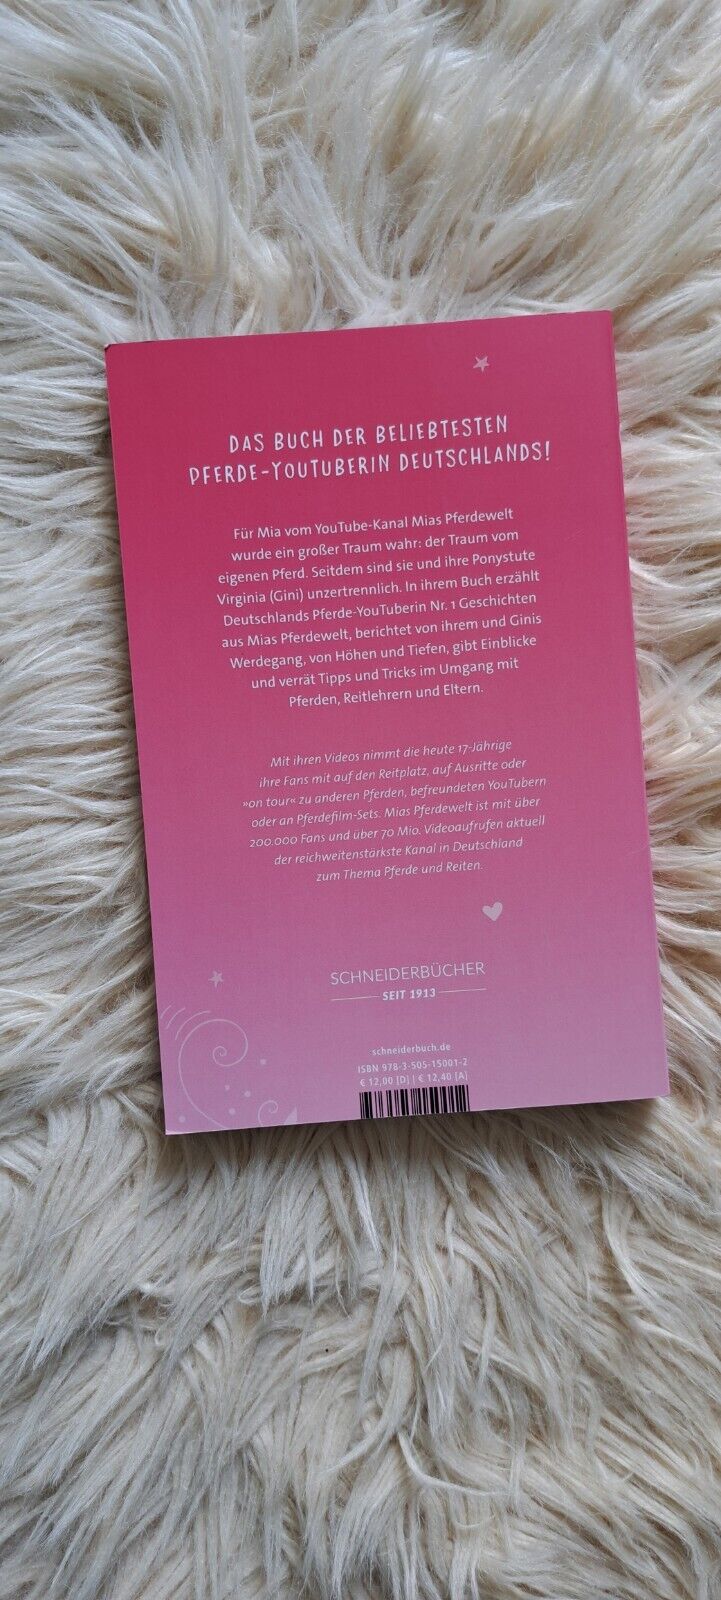 DAS BUCH DER BELIEBTESTEN
PFERDE-YOUTUBERIN DEUTSCHLANDS!
Für Mia vom YouTube-Kanal Mias Pferdewelt
wurde ein großer Traum wahr: der Traum vom
eigenen Pferd. Seitdem sind sie und ihre Ponystute
Virginia (Gini) unzertrennlich. In ihrem Buch erzählt
Deutschlands Pferde-YouTuberin Nr. 1 Geschichten
aus Mias Pferdewelt, berichtet von ihrem und Ginis
Werdegang, von Höhen und Tiefen, gibt Einblicke
und verrät Tipps und Tricks im Umgang mit
Pferden, Reitlehrern und Eltern.
Mit ihren Videos nimmt die heute 17-Jährige
ihre Fans mit auf den Reitplatz, auf Ausritte oder
»on tour« zu anderen Pferden, befreundeten YouTubern
oder an Pferdefilm-Sets. Mias Pferdewelt ist mit über
200.000 Fans und über 70 Mio. Videoaufrufen aktuell
der reichweitenstärkste Kanal in Deutschland
zum Thema Pferde und Reiten.
SCHNEIDERBÜCHER
SEIT 1913
schneiderbuch.de
ISBN 978-3-505-15001-2
€ 12,00 [D] | € 12,40 [A]